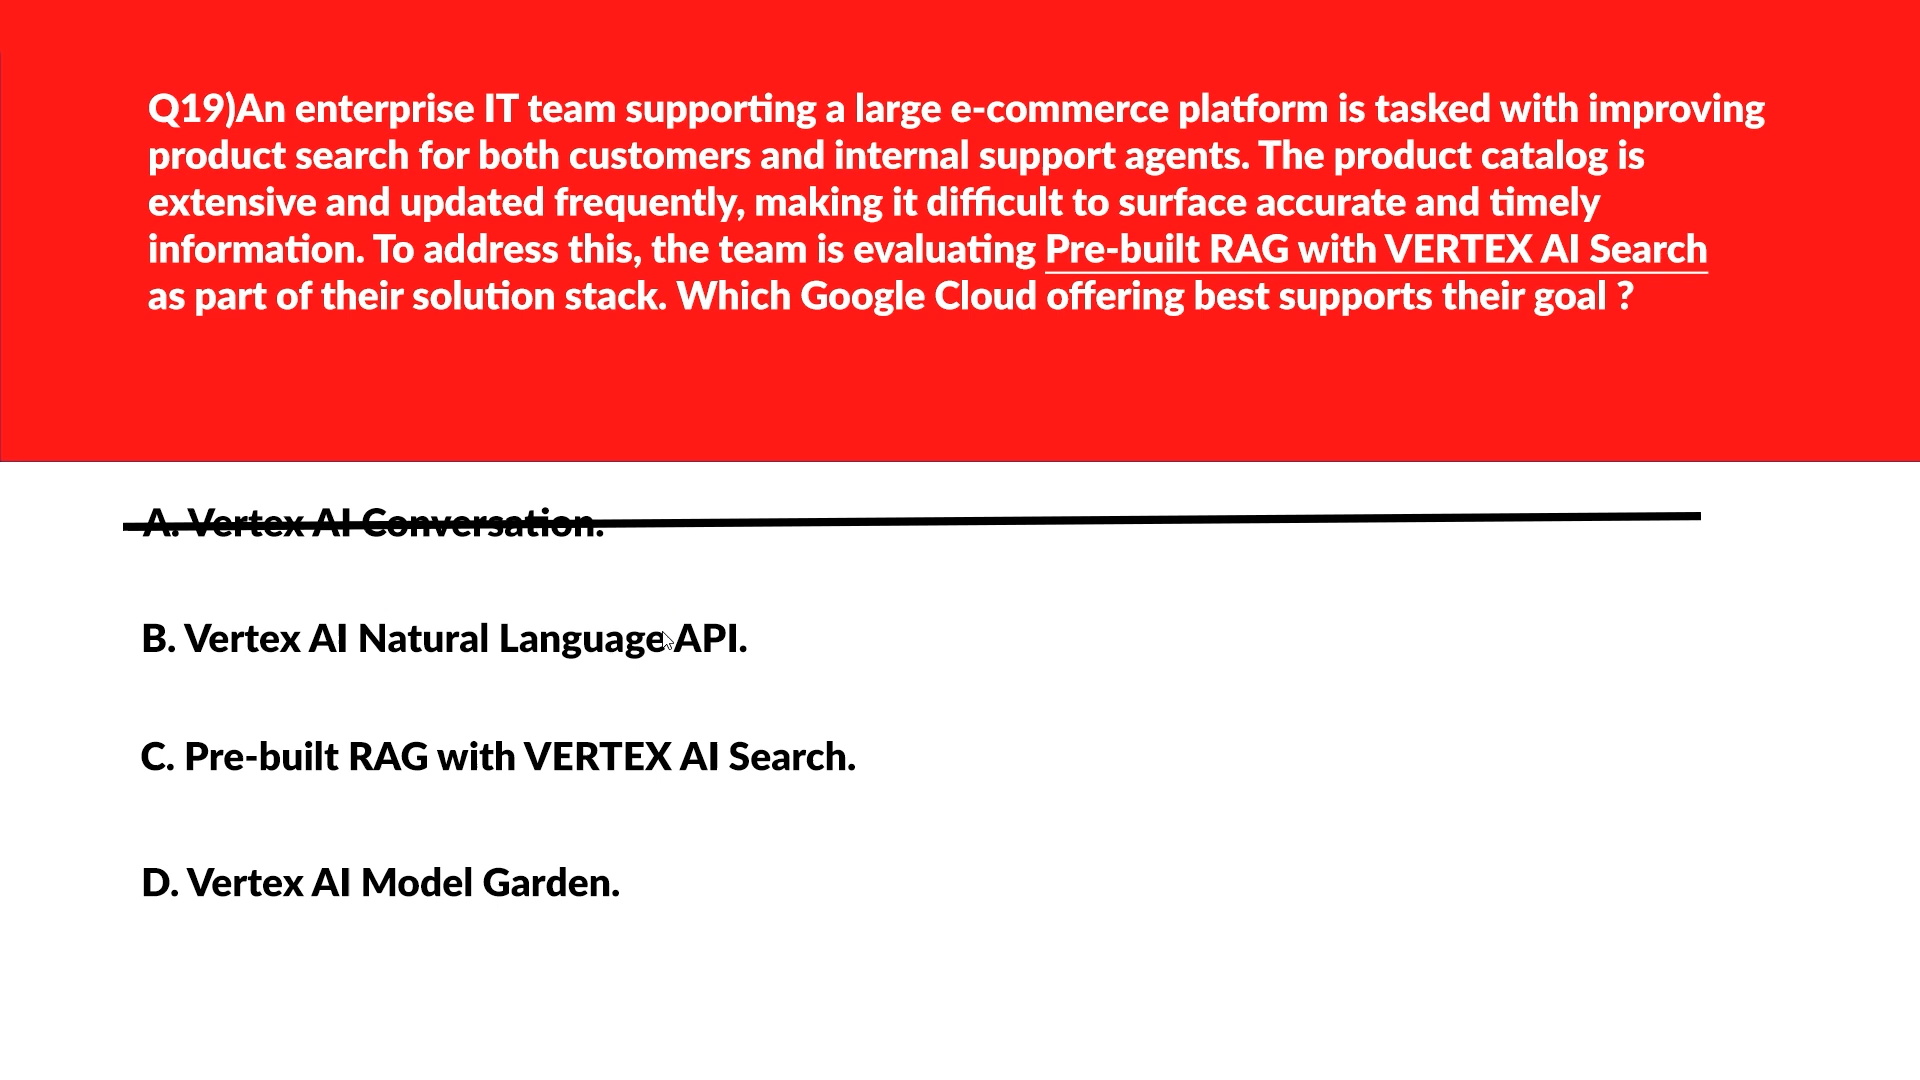 Q19)An enterprise IT team supporting a large e-commerce platform is tasked with improving
product search for both customers and internal support agents. The product catalog is
extensive and updated frequently, making it difficult to surface accurate and timely
information. To address this, the team is evaluating Pre-built RAG with VERTEX AI Search
as part of their solution stack. Which Google Cloud offering best supports their goal ?
A. Vertex AI Conversation.
B. Vertex AI Natural Language API.
C. Pre-built RAG with VERTEX AI Search.
D. Vertex AI Model Garden.